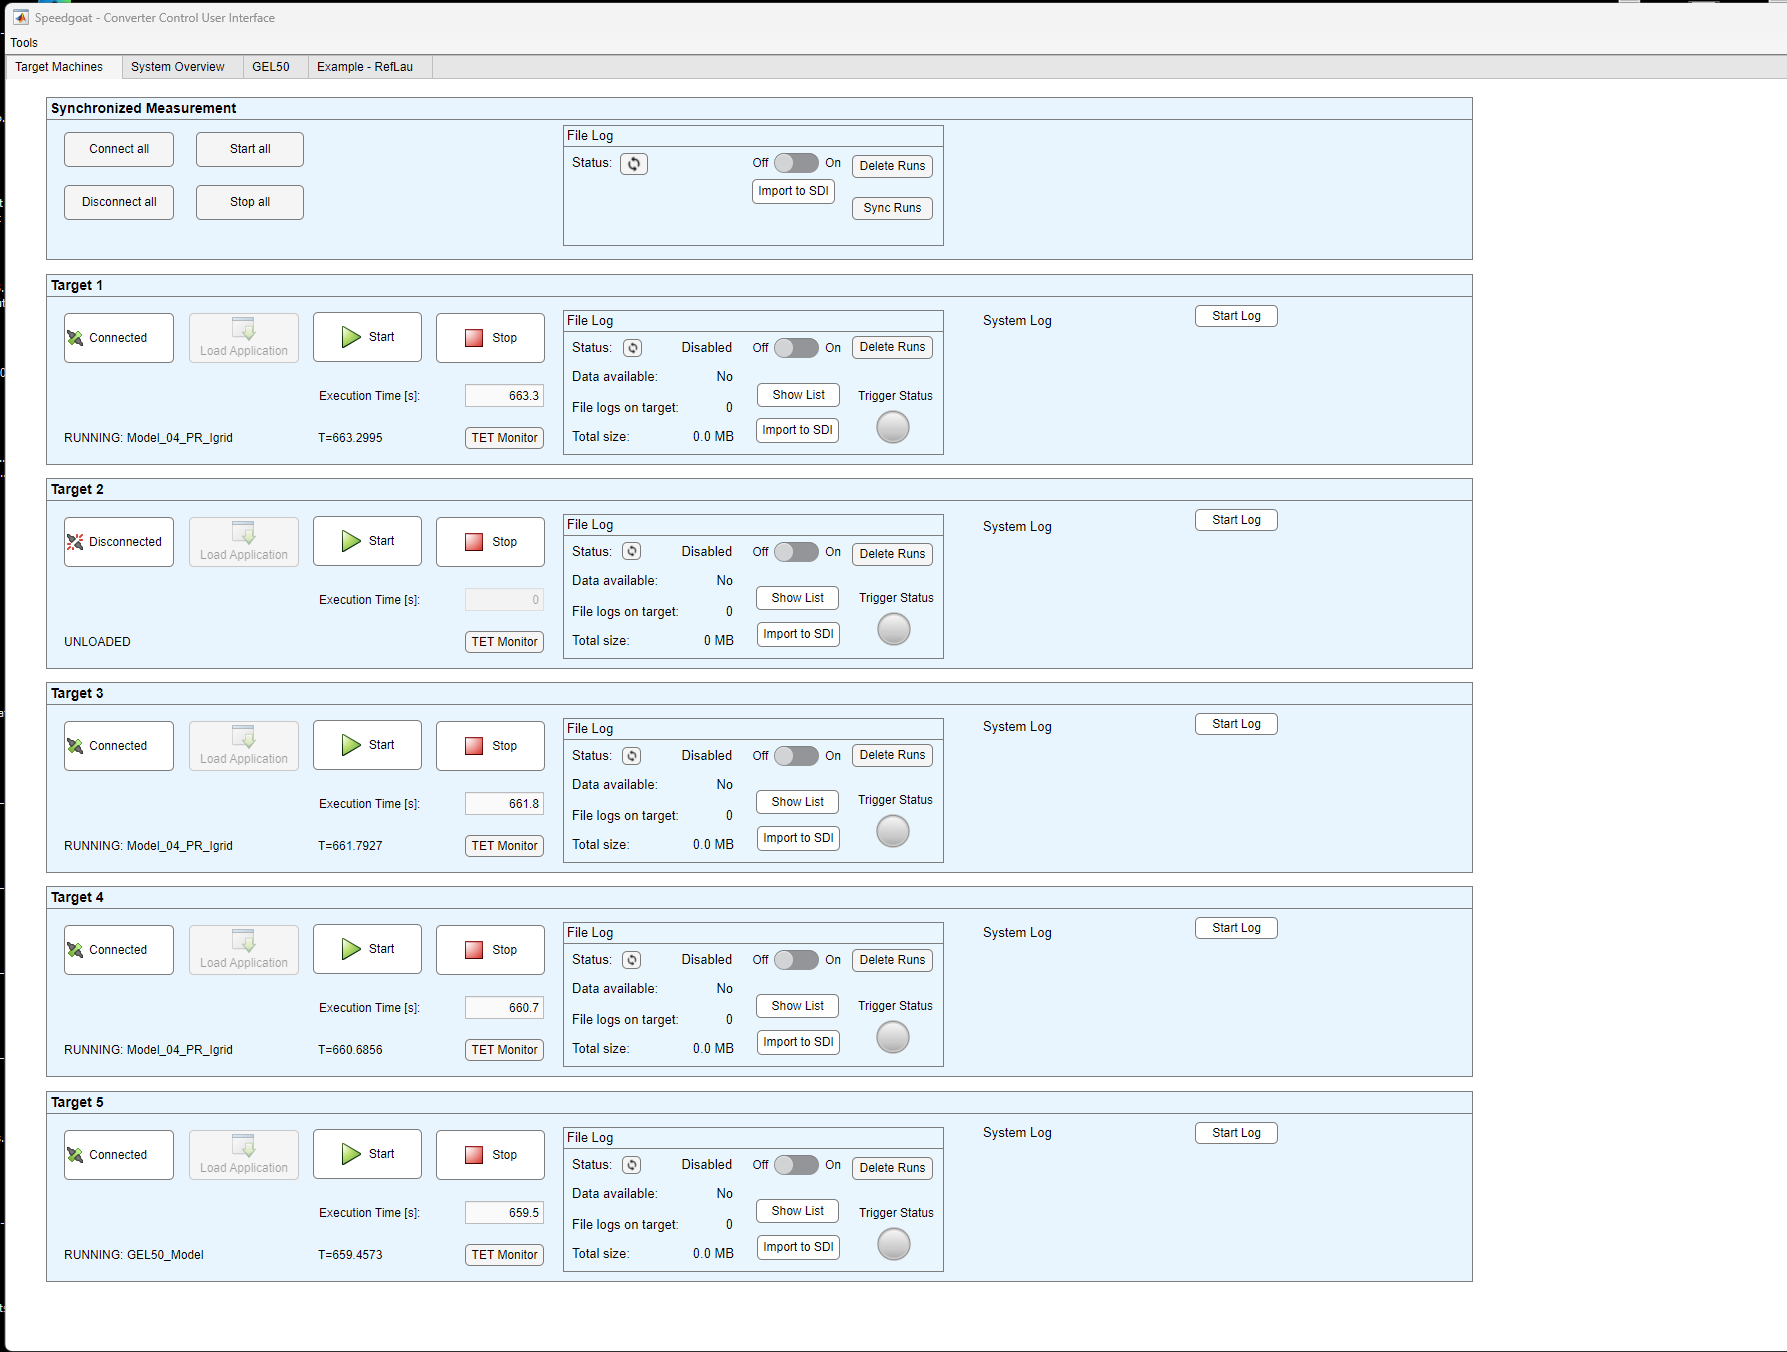 Speedgoat - Converter Control User Interface
Tools
Target Machines System Overview GEL50 Example - RefLau
Synchronized Measurement
Connect all Start all
Disconnect all Stop all
File Log
Status: Off On Delete Runs
Import to SDI
Sync Runs
Target 1
Connected Load Application Start Stop
Execution Time [s]: 663.3
RUNNING: Model_04_PR_Igrid T=663.2995 TET Monitor
File Log
Status: Disabled Off On Delete Runs
Data available: No
Show List Trigger Status
File logs on target: 0
Import to SDI
Total size: 0.0 MB
System Log Start Log
Target 2
Disconnected Load Application Start Stop
Execution Time [s]: 0
UNLOADED TET Monitor
File Log
Status: Disabled Off On Delete Runs
Data available: No
Show List Trigger Status
File logs on target: 0
Import to SDI
Total size: 0 MB
System Log Start Log
Target 3
Connected Load Application Start Stop
Execution Time [s]: 661.8
RUNNING: Model_04_PR_Igrid T=661.7927 TET Monitor
File Log
Status: Disabled Off On Delete Runs
Data available: No
Show List Trigger Status
File logs on target: 0
Import to SDI
Total size: 0.0 MB
System Log Start Log
Target 4
Connected Load Application Start Stop
Execution Time [s]: 660.7
RUNNING: Model_04_PR_Igrid T=660.6856 TET Monitor
File Log
Status: Disabled Off On Delete Runs
Data available: No
Show List Trigger Status
File logs on target: 0
Import to SDI
Total size: 0.0 MB
System Log Start Log
Target 5
Connected Load Application Start Stop
Execution Time [s]: 659.5
RUNNING: GEL50_Model T=659.4573 TET Monitor
File Log
Status: Disabled Off On Delete Runs
Data available: No
Show List Trigger Status
File logs on target: 0
Import to SDI
Total size: 0.0 MB
System Log Start Log